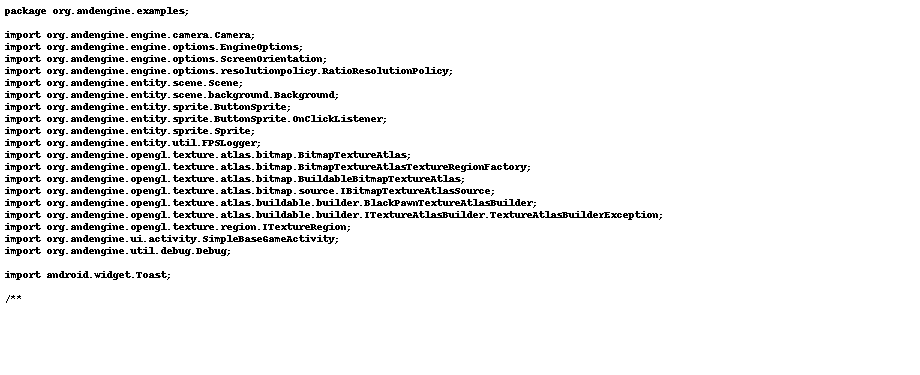 package org.andengine.examples;
import org.andengine.engine.camera.Camera;
import org.andengine.engine.options.EngineOptions;
import org.andengine.engine.options.ScreenOrientation;
import org.andengine.engine.options.resolutionpolicy.RatioResolutionPolicy;
import org.andengine.entity.scene.Scene;
import org.andengine.entity.scene.background.Background;
import org.andengine.entity.sprite.ButtonSprite;
import org.andengine.entity.sprite.ButtonSprite.OnClickListener;
import org.andengine.entity.sprite.Sprite;
import org.andengine.entity.util.FPSLogger;
import org.andengine.opengl.texture.atlas.bitmap.BitmapTextureAtlas;
import org.andengine.opengl.texture.atlas.bitmap.BitmapTextureAtlasTextureRegionFactory;
import org.andengine.opengl.texture.atlas.bitmap.BuildableBitmapTextureAtlas;
import org.andengine.opengl.texture.atlas.bitmap.source.IBitmapTextureAtlasSource;
import org.andengine.opengl.texture.atlas.buildable.builder.BlackPawnTextureAtlasBuilder;
import org.andengine.opengl.texture.atlas.buildable.builder.ITextureAtlasBuilder.TextureAtlasBuilderException;
import org.andengine.opengl.texture.region.ITextureRegion;
import org.andengine.ui.activity.SimpleBaseGameActivity;
import org.andengine.util.debug.Debug;
import android.widget.Toast;
/**